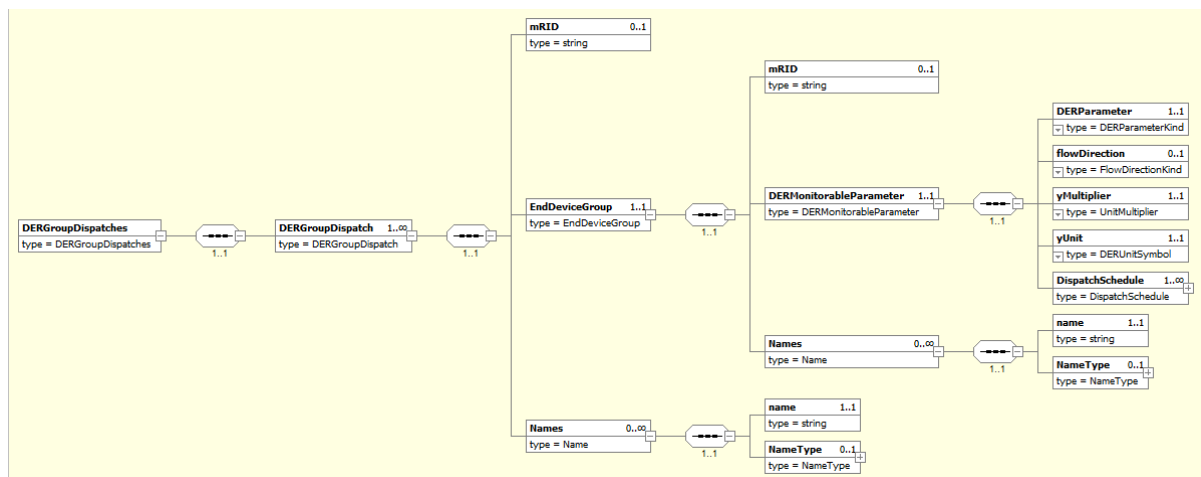 mRID 0..1
type = string
mRID 0..1
type = string
DERParameter 1..1
type = DERParameterKind
flowDirection 0..1
type = FlowDirectionKind
EndDeviceGroup 1..1
type = EndDeviceGroup
1..1
DERMonitorableParameter 1..1
type = DERMonitorableParameter
1..1
yMultiplier 1..1
type = UnitMultiplier
DERGroupDispatches
type = DERGroupDispatches
1..1
DERGroupDispatch 1..∞
type = DERGroupDispatch
1..1
yUnit 1..1
type = DERUnitSymbol
DispatchSchedule 1..∞
type = DispatchSchedule
Names 0..∞
type = Name
1..1
name 1..1
type = string
NameType 0..1
type = NameType
Names 0..∞
type = Name
1..1
name 1..1
type = string
NameType 0..1
type = NameType